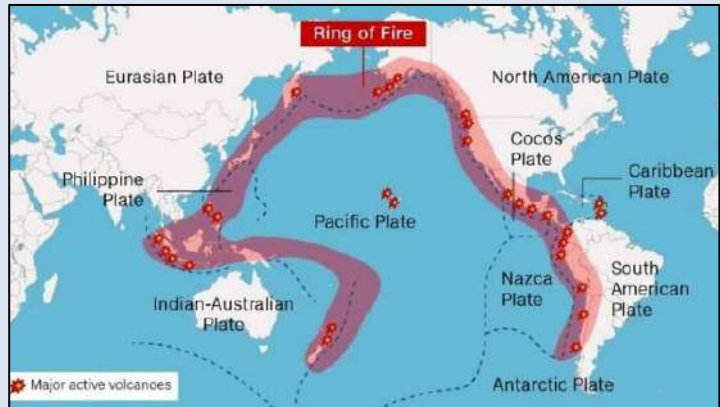 Ring of Fire
Eurasian Plate
North American Plate
Cocos
Plate
Caribbean
Plate
Philippine
Plate
Pacific Plate
Indian-Australian
Plate
Nazca
Plate
South
American
Plate
Antarctic Plate
Major active volcanoes